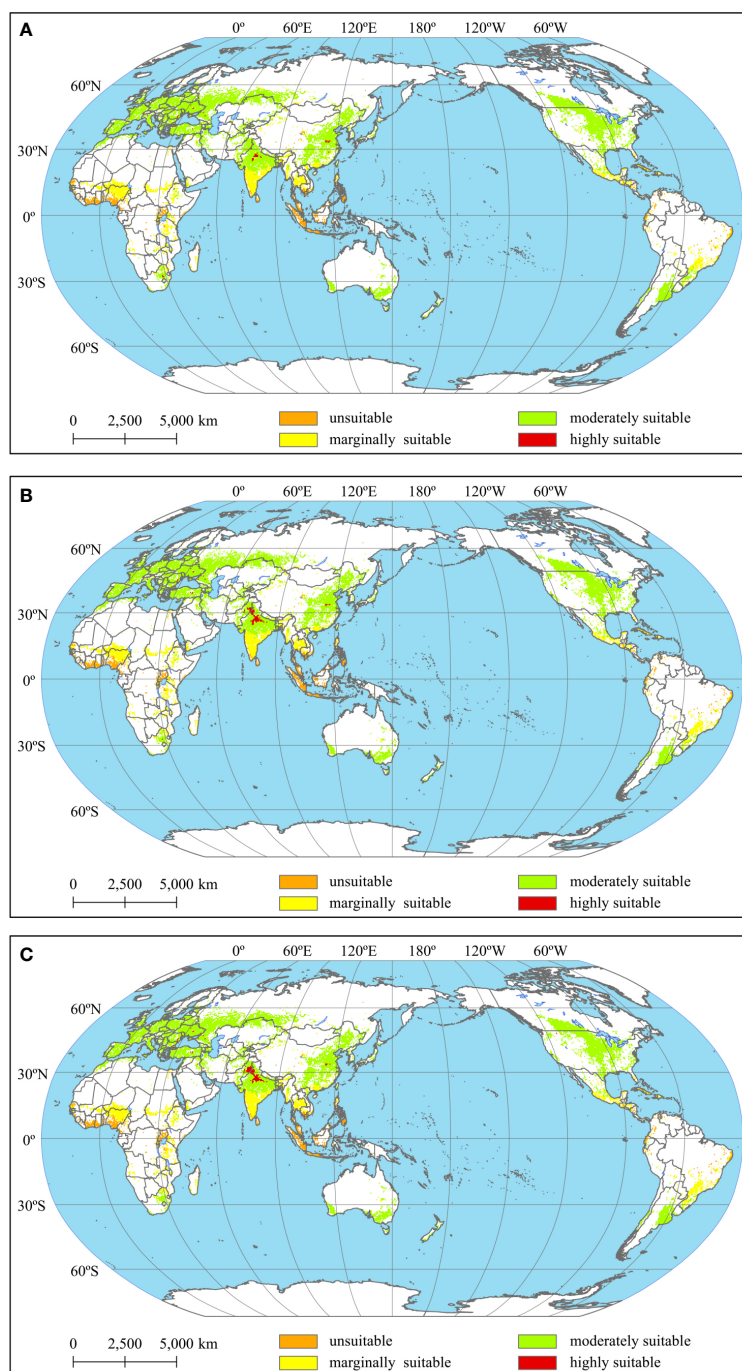 A
0º 60ºE 120ºE 180º 120ºW 60ºW
60ºN
30ºN
0º
30ºS
60ºS
0 2,500 5,000 km
unsuitable
marginally suitable
moderately suitable
highly suitable
B
0º 60ºE 120ºE 180º 120ºW 60ºW
60ºN
30ºN
0º
30ºS
60ºS
0 2,500 5,000 km
unsuitable
marginally suitable
moderately suitable
highly suitable
C
0º 60ºE 120ºE 180º 120ºW 60ºW
60ºN
30ºN
0º
30ºS
60ºS
0 2,500 5,000 km
unsuitable
marginally suitable
moderately suitable
highly suitable